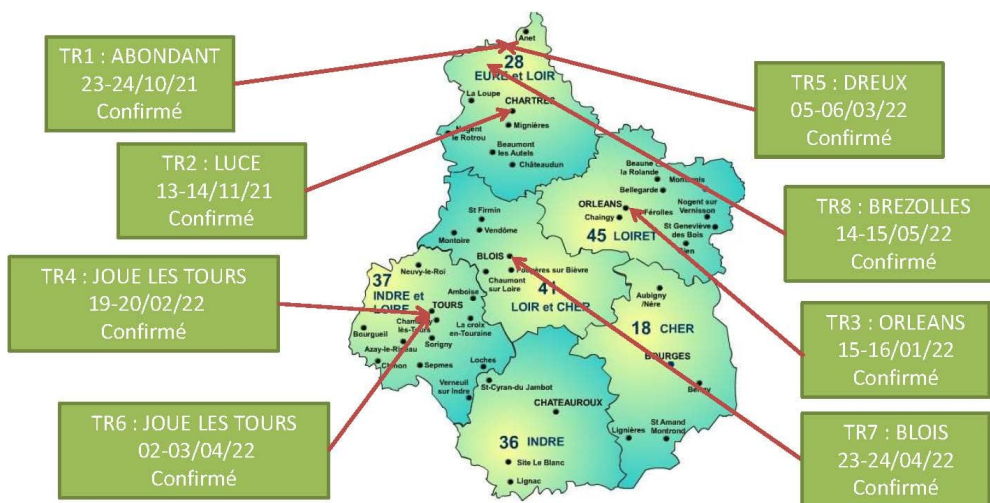 TR1 : ABONDANT
23-24/10/21
Confirmé
TR2 : LUCE
13-14/11/21
Confirmé
TR4 : JOUE LES TOURS
19-20/02/22
Confirmé
TR6 : JOUE LES TOURS
02-03/04/22
Confirmé
TR5 : DREUX
05-06/03/22
Confirmé
TR8 : BREZOLLES
14-15/05/22
Confirmé
TR3 : ORLEANS
15-16/01/22
Confirmé
TR7 : BLOIS
23-24/04/22
Confirmé
Anet
28
EURE et LOIR
La Loupe
CHARTRES
Mignières
Nogent
le Rotrou
Beaumont
les Autels
Châteaudun
Beaune
la Rolande
Bellegarde
ORLEANS
Chaingy
Férolles
Nogent sur
Vernisson
St Geneviève
des Bois
45 LOIRET
St Firmin
Vendôme
Montoire
BLOIS
Chaumont
sur Loire
sur Bièvre
41
LOIR et CHER
37
INDRE et
LOIRE
Neuvy-le-Roi
Amboise
TOURS
lès-Tours
La croix
en-Touraine
Bourgueil
Azay-le-Rideau
Sorigny
Chinon
Sepmes
Loches
Verneuil
sur Indre
Aubigny
/Nère
18 CHER
BOURGES
St Amand
Montrond
Lignières
St-Cyran-du Jambot
CHATEAUROUX
36 INDRE
Site Le Blanc
Lignac